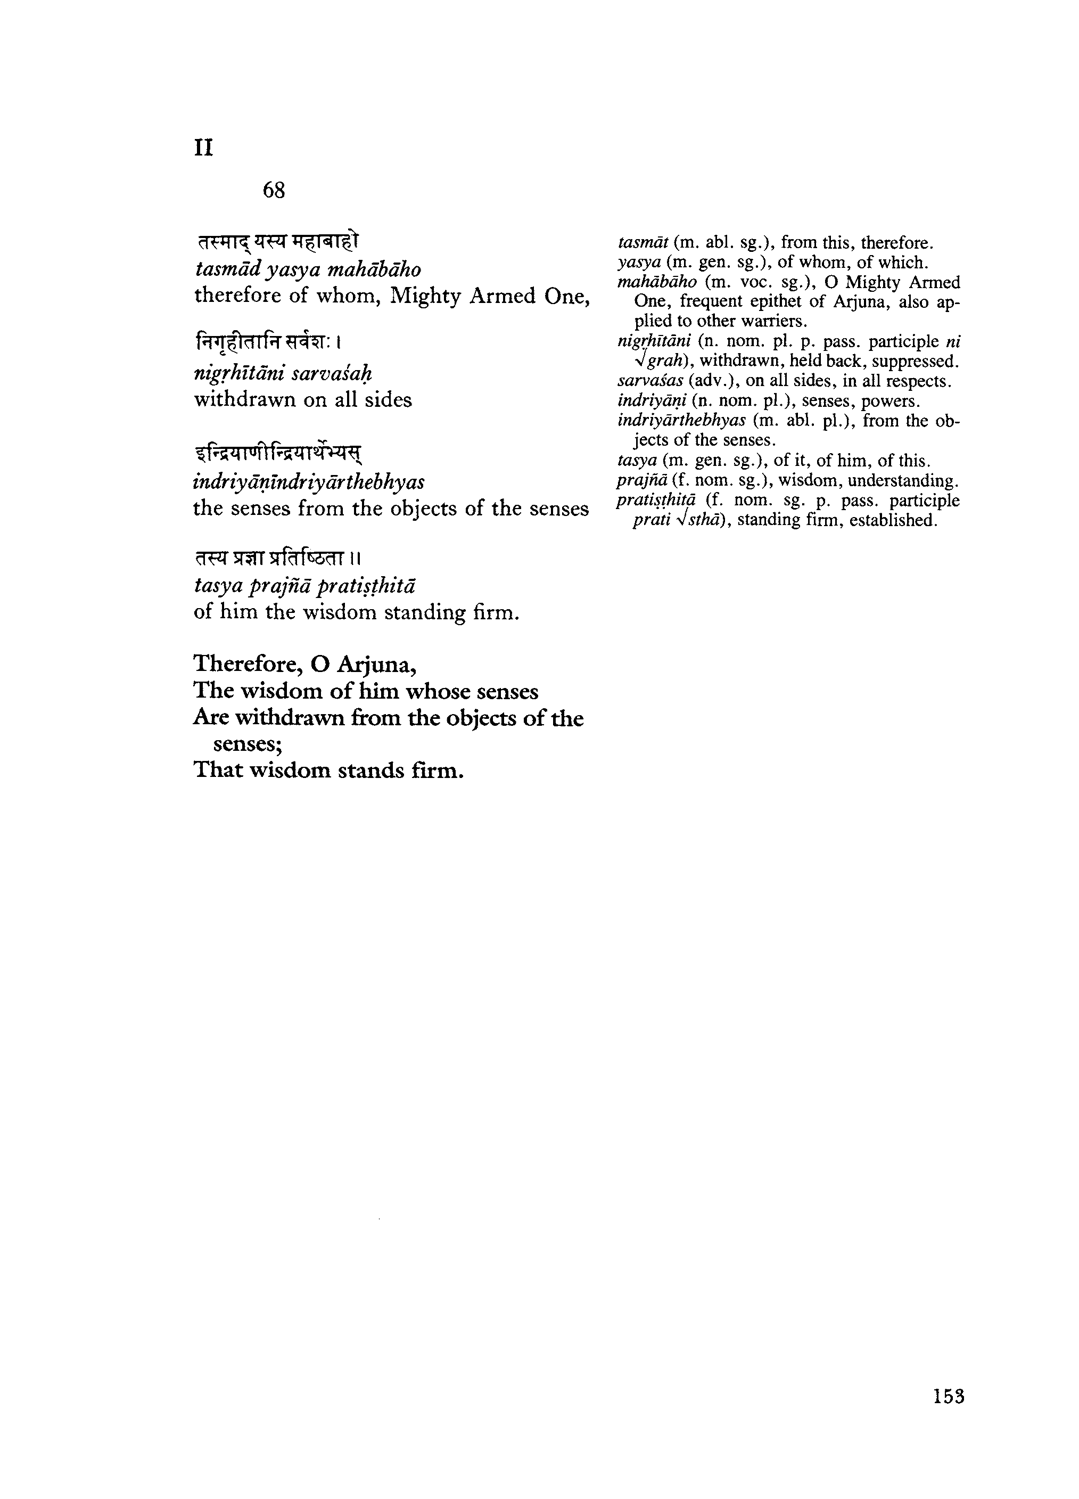 II
68
तस्माद् यस्य महाबाहो
tasmād yasya mahābāho
therefore of whom, Mighty Armed One,
निगृहीतानि सर्वशः ।
nigṛhītāni sarvaśaḥ
withdrawn on all sides
इन्द्रियाणीन्द्रियार्थेभ्यस्
indriyāṇīndriyārthebhyas
the senses from the objects of the senses
तस्य प्रज्ञा प्रतिष्ठिता ।।
tasya prajñā pratiṣṭhitā
of him the wisdom standing firm.
Therefore, O Arjuna,
The wisdom of him whose senses
Are withdrawn from the objects of the
senses;
That wisdom stands firm.
tasmāt (m. abl. sg.), from this, therefore.
yasya (m. gen. sg.), of whom, of which.
mahābāho (m. voc. sg.), O Mighty Armed
One, frequent epithet of Arjuna, also ap-
plied to other warriers.
nigṛhītāni (n. nom. pl. p. pass. participle ni
√grah), withdrawn, held back, suppressed.
sarvaśas (adv.), on all sides, in all respects.
indriyāṇi (n. nom. pl.), senses, powers.
indriyārthebhyas (m. abl. pl.), from the ob-
jects of the senses.
tasya (m. gen. sg.), of it, of him, of this.
prajñā (f. nom. sg.), wisdom, understanding.
pratiṣṭhitā (f. nom. sg. p. pass. participle
prati √sthā), standing firm, established.
153